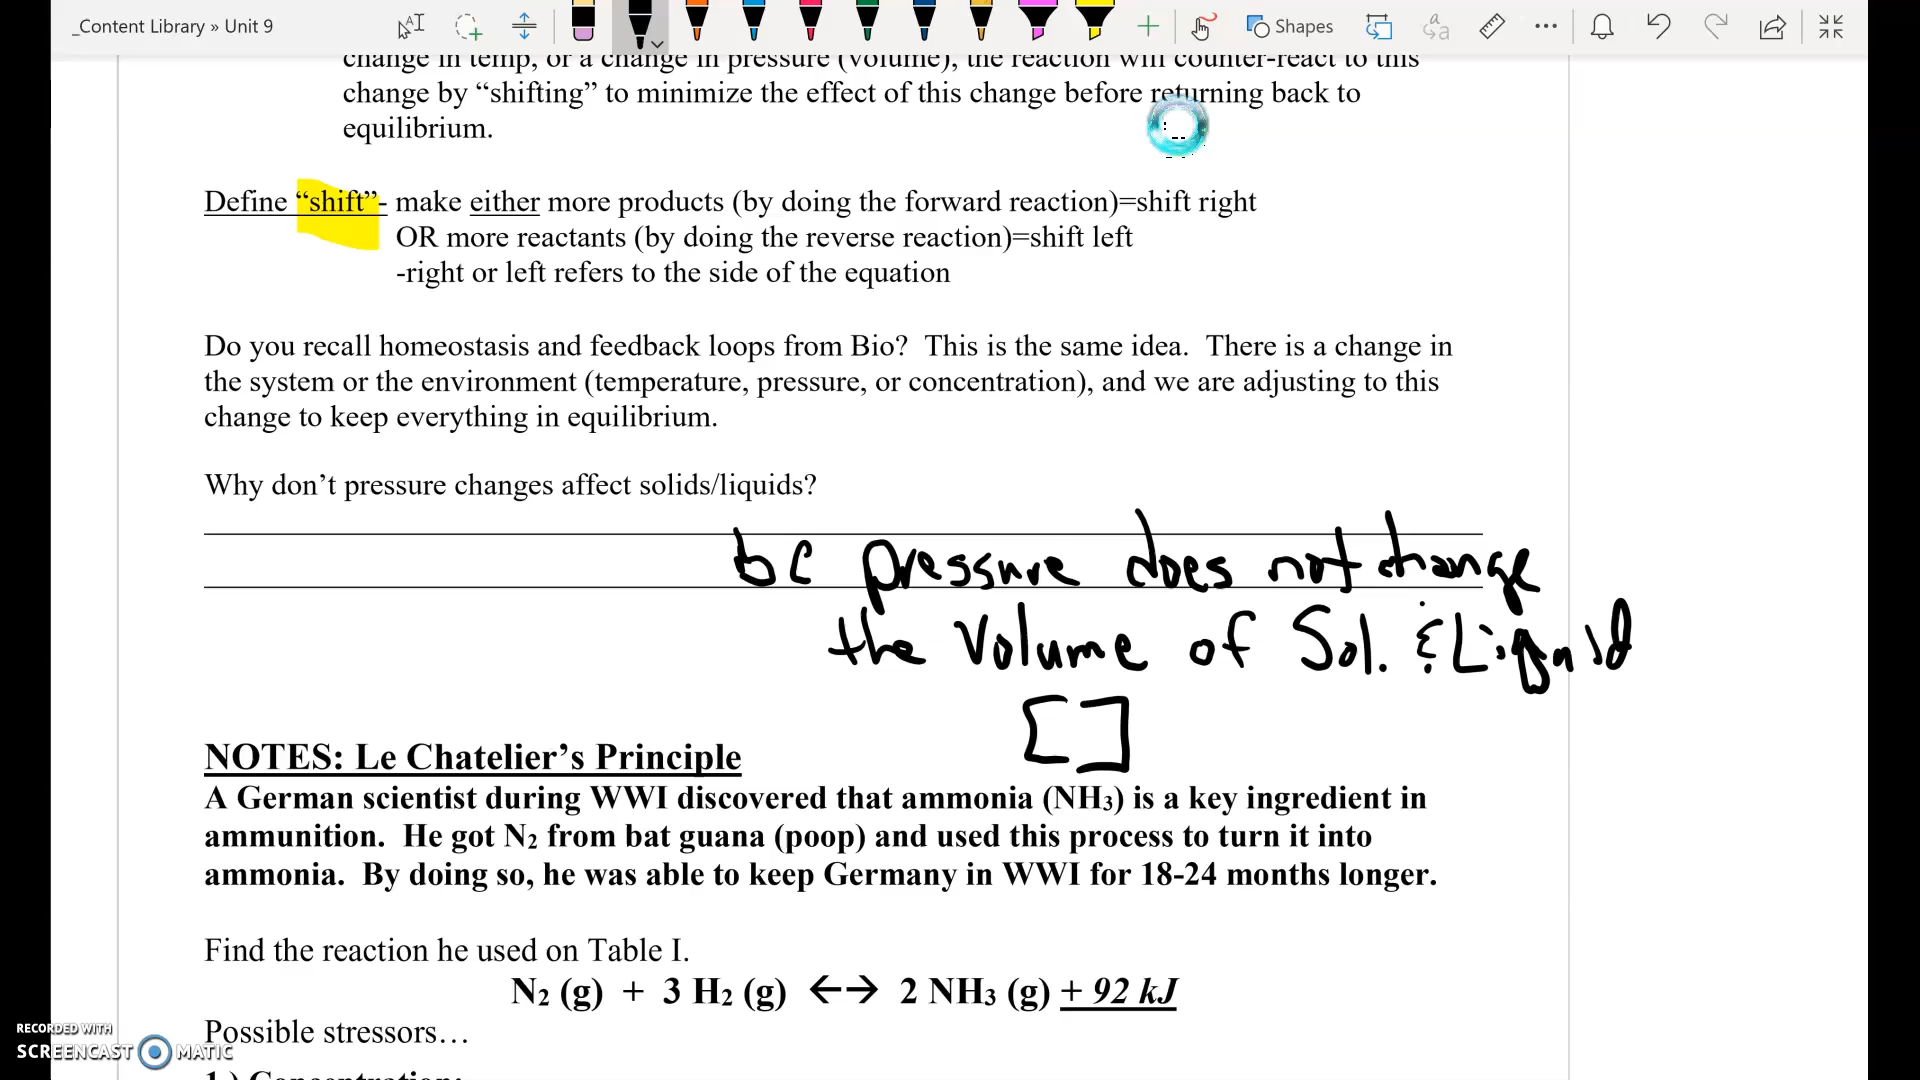 _Content Library » Unit 9
Shapes
change in temp, or a change in pressure (volume), the reaction will counter-react to this
change by “shifting” to minimize the effect of this change before returning back to
equilibrium.
Define “shift”- make either more products (by doing the forward reaction)=shift right
OR more reactants (by doing the reverse reaction)=shift left
-right or left refers to the side of the equation
Do you recall homeostasis and feedback loops from Bio? This is the same idea. There is a change in
the system or the environment (temperature, pressure, or concentration), and we are adjusting to this
change to keep everything in equilibrium.
Why don’t pressure changes affect solids/liquids?
bc pressure does not change
the Volume of Sol. & Liquid
[ ]
NOTES: Le Chatelier’s Principle
A German scientist during WWI discovered that ammonia (NH₃) is a key ingredient in
ammunition. He got N₂ from bat guana (poop) and used this process to turn it into
ammonia. By doing so, he was able to keep Germany in WWI for 18-24 months longer.
Find the reaction he used on Table I.
N₂ (g) + 3 H₂ (g) ←→ 2 NH₃ (g) + 92 kJ
Possible stressors…
1.) Concentration:
RECORDED WITH
SCREENCAST MATIC